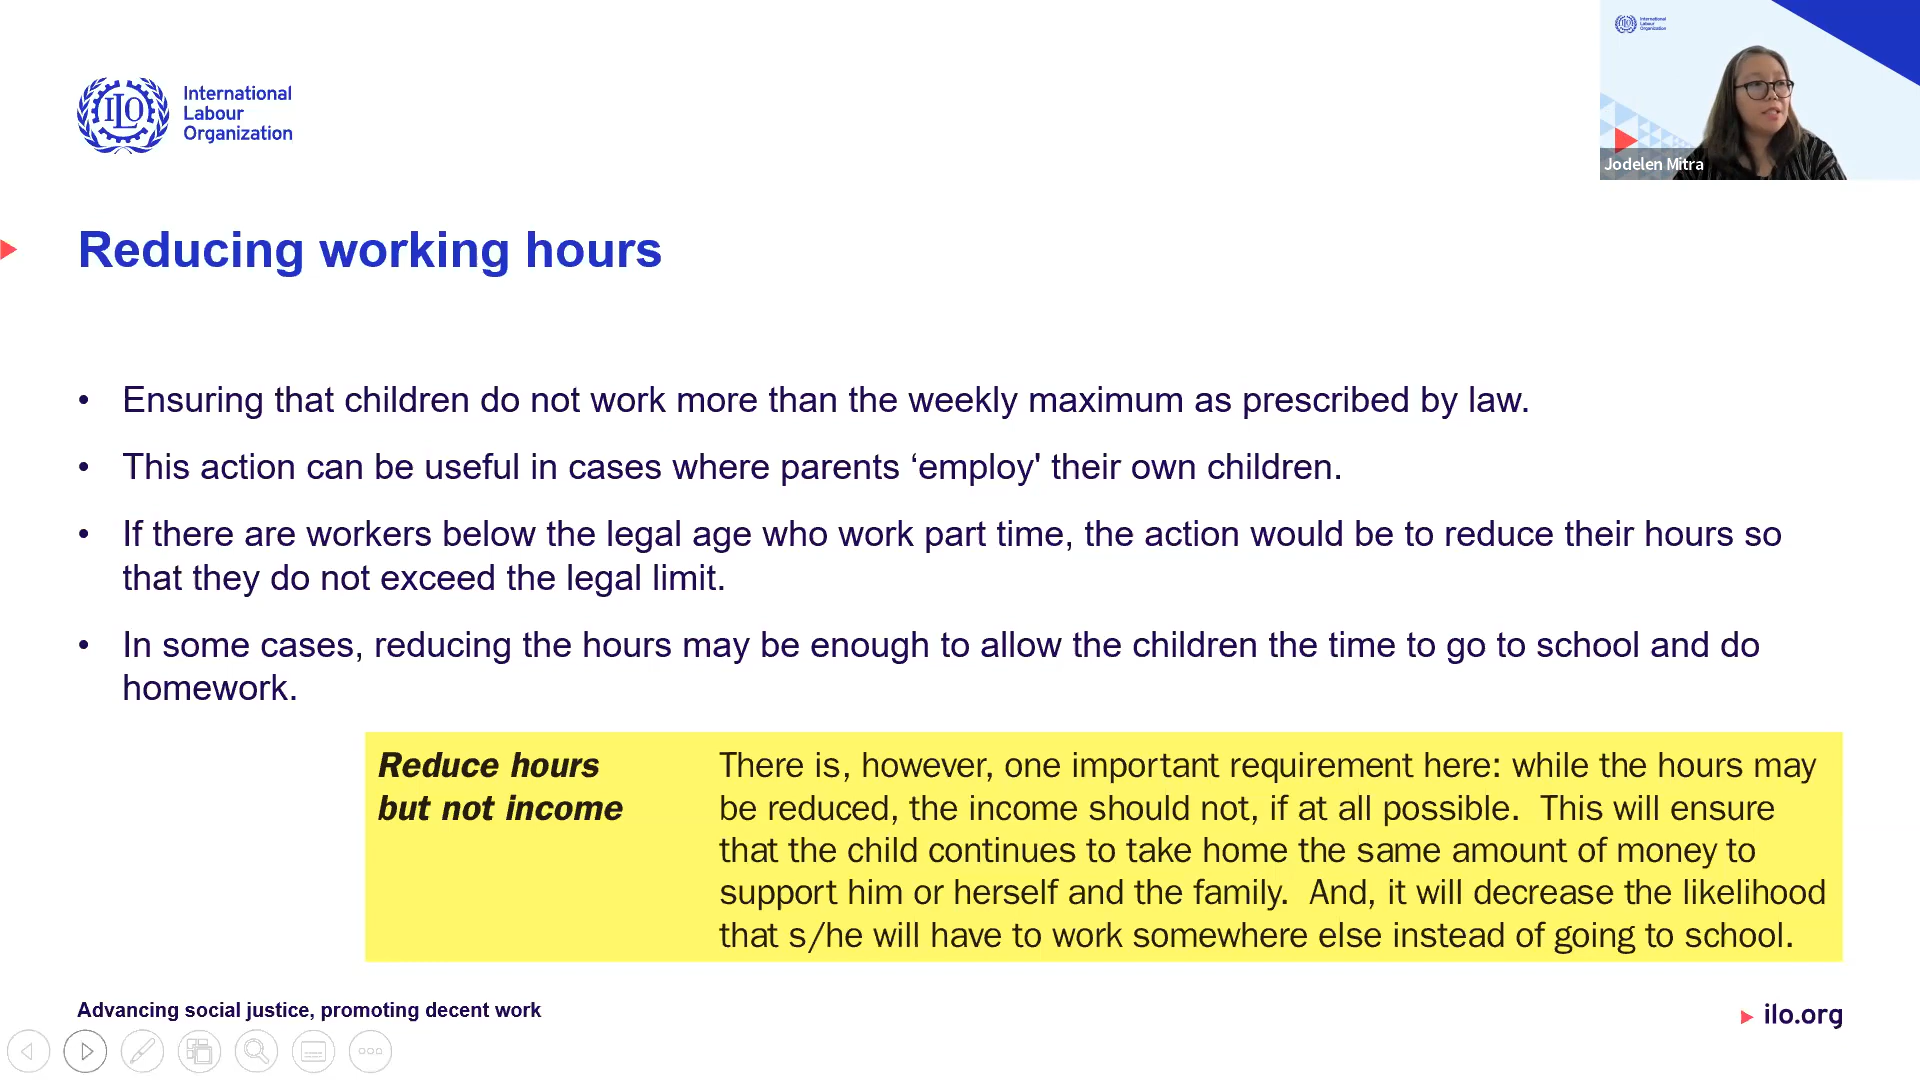 International
Labour
Organization
ILO
International
Labour
Organization
Jodelen Mitra
Reducing working hours
• Ensuring that children do not work more than the weekly maximum as prescribed by law.
• This action can be useful in cases where parents ‘employ' their own children.
• If there are workers below the legal age who work part time, the action would be to reduce their hours so
that they do not exceed the legal limit.
• In some cases, reducing the hours may be enough to allow the children the time to go to school and do
homework.
Reduce hours
but not income
There is, however, one important requirement here: while the hours may
be reduced, the income should not, if at all possible.  This will ensure
that the child continues to take home the same amount of money to
support him or herself and the family.  And, it will decrease the likelihood
that s/he will have to work somewhere else instead of going to school.
Advancing social justice, promoting decent work
ilo.org